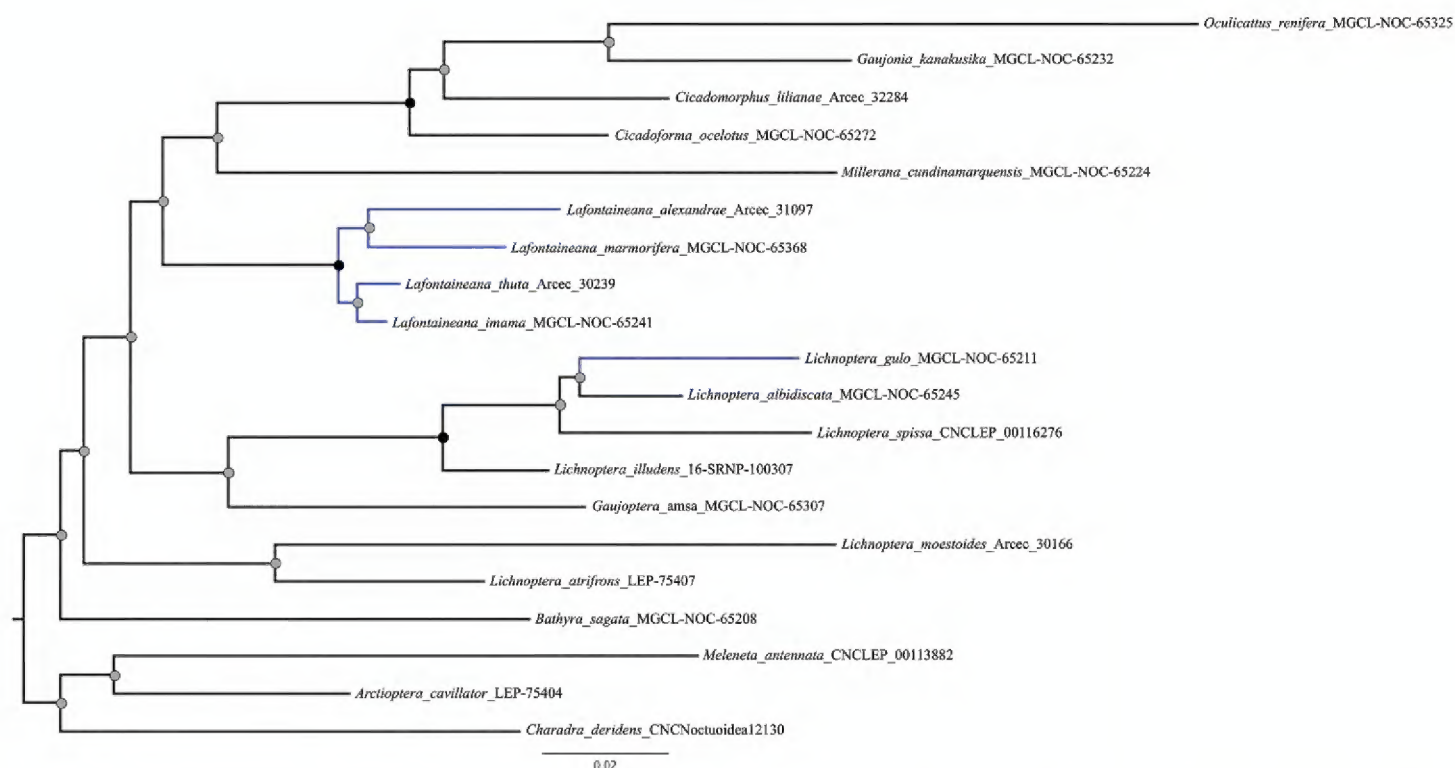 Oculicattus_renifera_MGCL-NOC-65325
Gaujonia_kanakusika_MGCL-NOC-65232
Cicadomorphus_lilianae_Arcec_32284
Cicadoforma_ocelotus_MGCL-NOC-65272
Millerana_cundinamarquensis_MGCL-NOC-65224
Lafontaineana_alexandrae_Arcec_31097
Lafontaineana_marmorifera_MGCL-NOC-65368
Lafontaineana_thuta_Arcec_30239
Lafontaineana_imama_MGCL-NOC-65241
Lichnoptera_gulo_MGCL-NOC-65211
Lichnoptera_albidiscata_MGCL-NOC-65245
Lichnoptera_spissa_CNCLEP_00116276
Lichnoptera_illudens_16-SRNP-100307
Gaujoptera_amsa_MGCL-NOC-65307
Lichnoptera_moestoides_Arcec_30166
Lichnoptera_atrifrons_LEP-75407
Bathyra_sagata_MGCL-NOC-65208
Meleneta_antennata_CNCLEP_00113882
Arctioptera_cavillator_LEP-75404
Charadra_deridens_CNCNoctuoidea12130
0.02